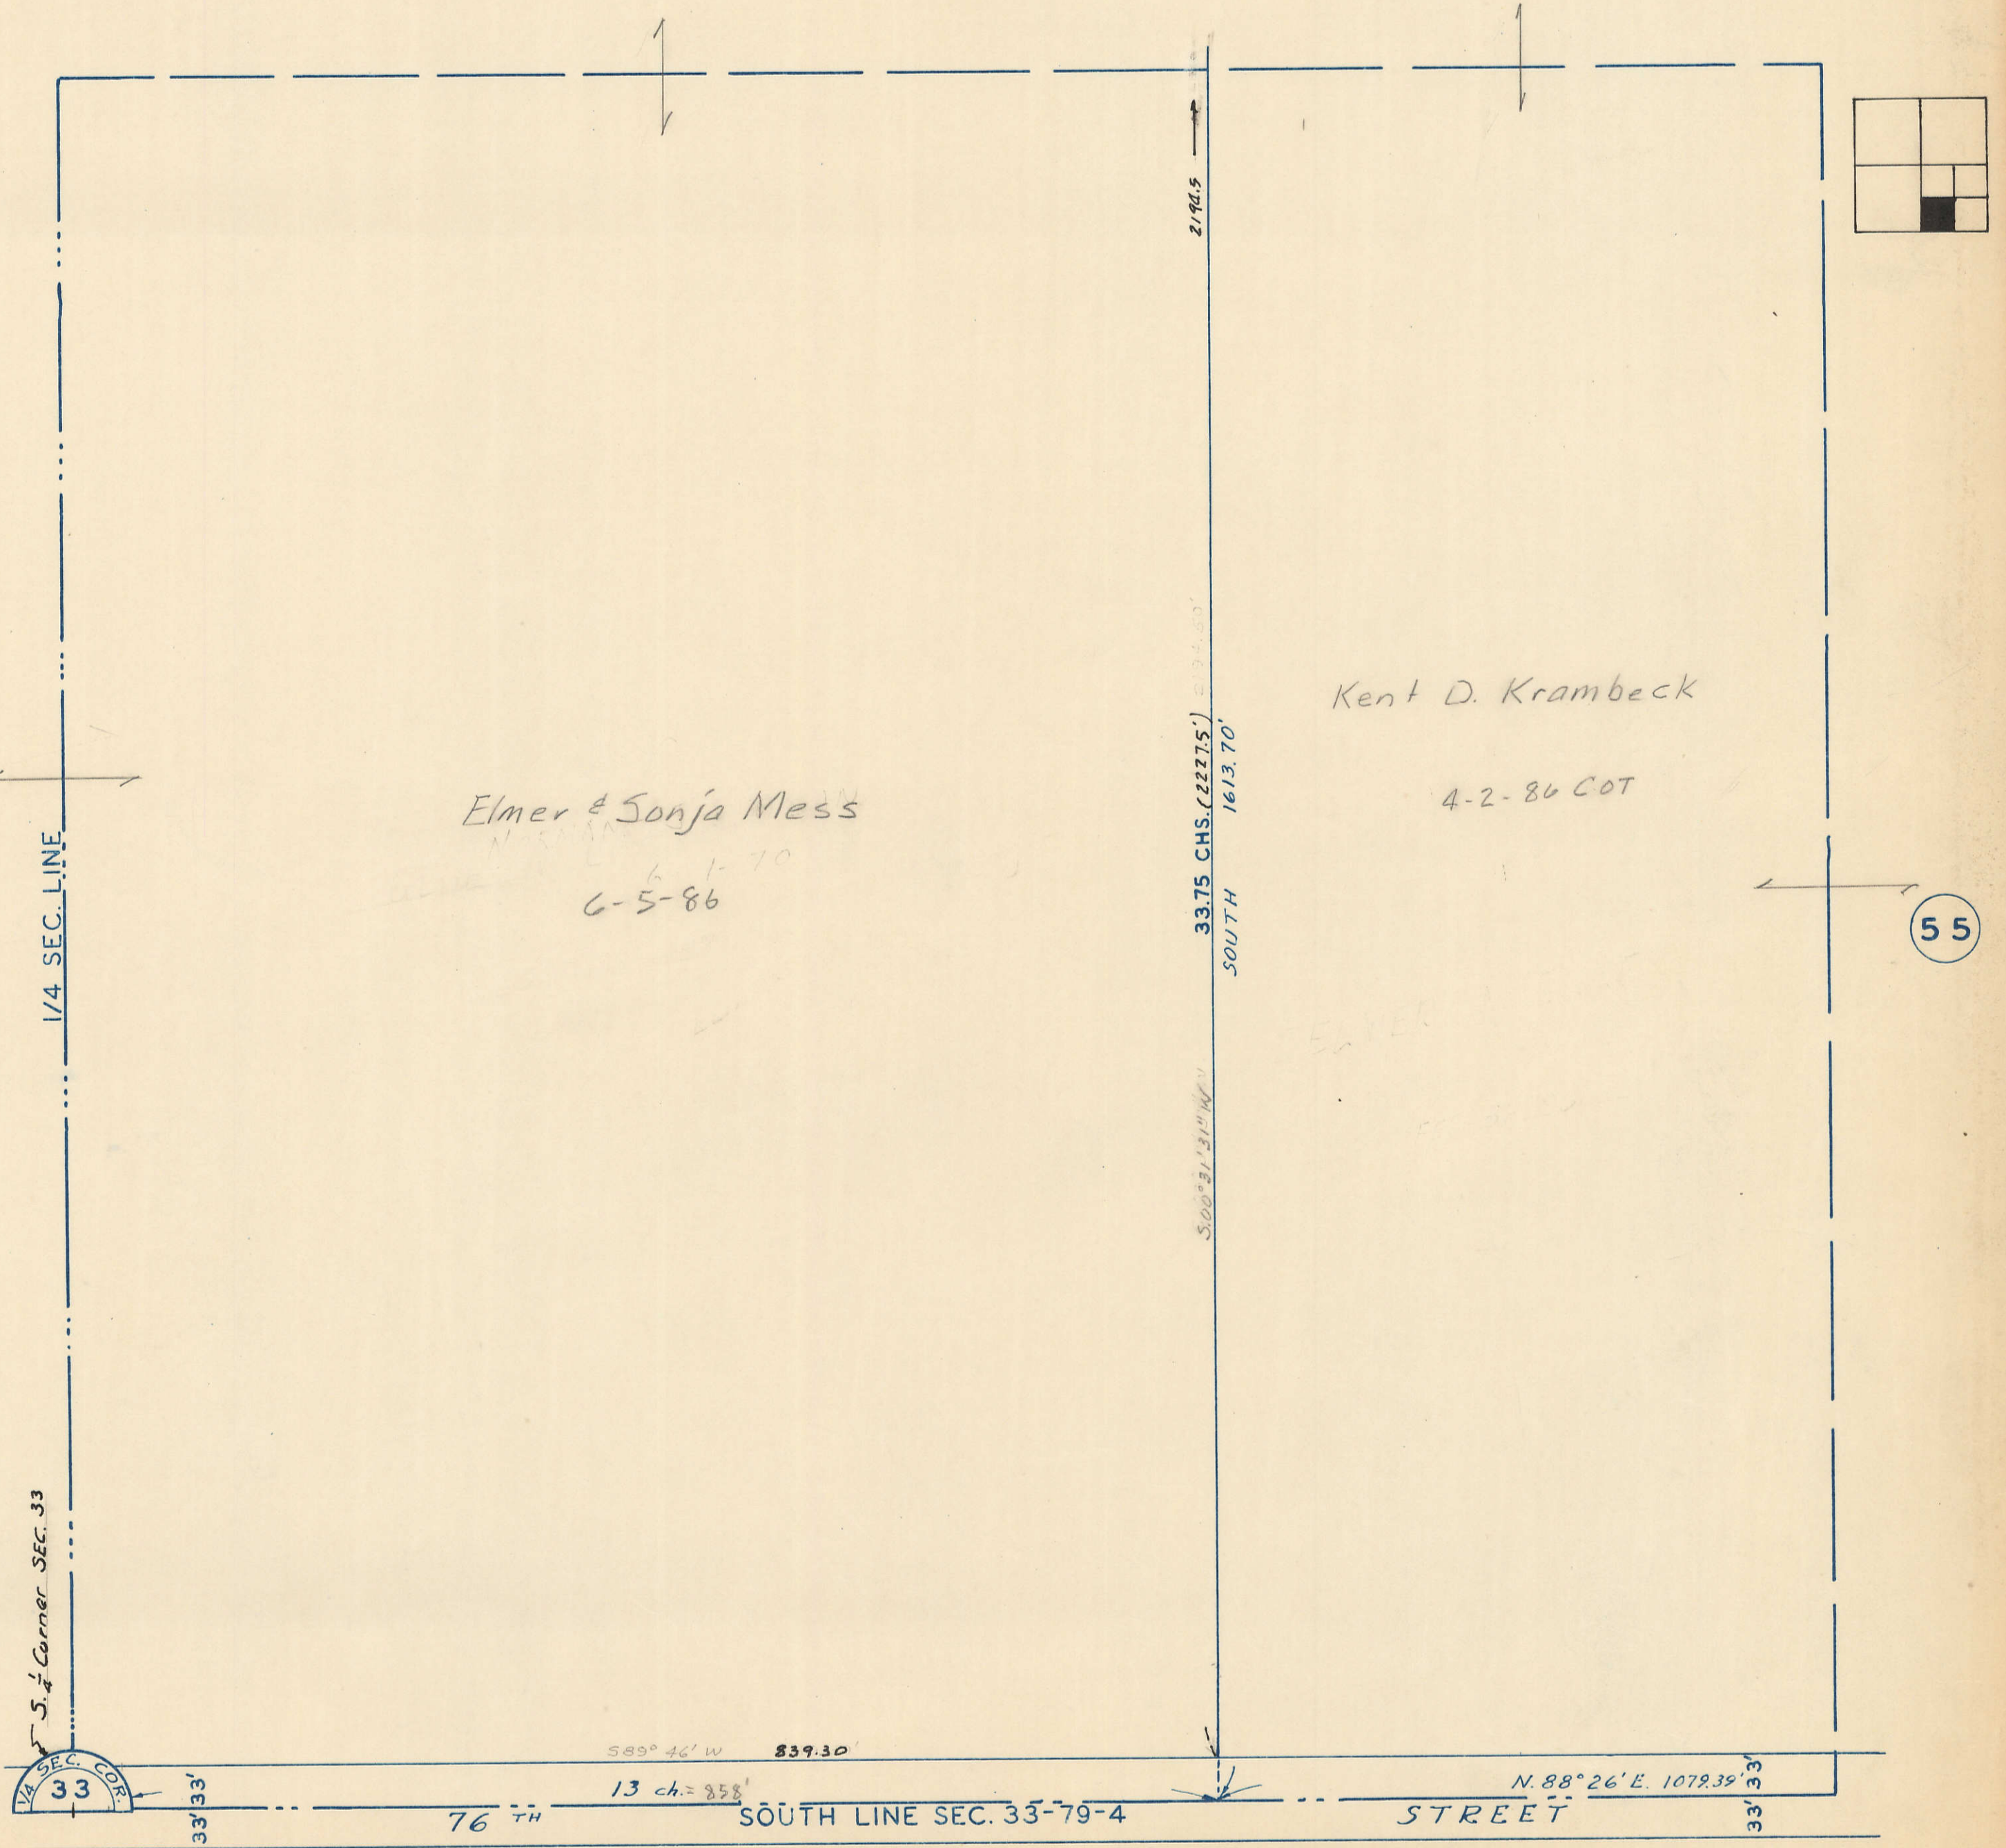 2194.5
1/4 SEC. LINE
Elmer & Sonja Mess
6-5-86
33.75 CHS. (2227.5')
SOUTH 1613.70'
S.00°31'31"W
Kent D. Krambeck
4-2-86 COT
55
S. 1/4 Corner SEC. 33
1/4 SEC. COR.
33
33' 33'
S89° 46' W 839.30'
13 ch. = 858'
N. 88° 26' E. 1079.39'
33' 33'
76 TH SOUTH LINE SEC. 33-79-4 STREET